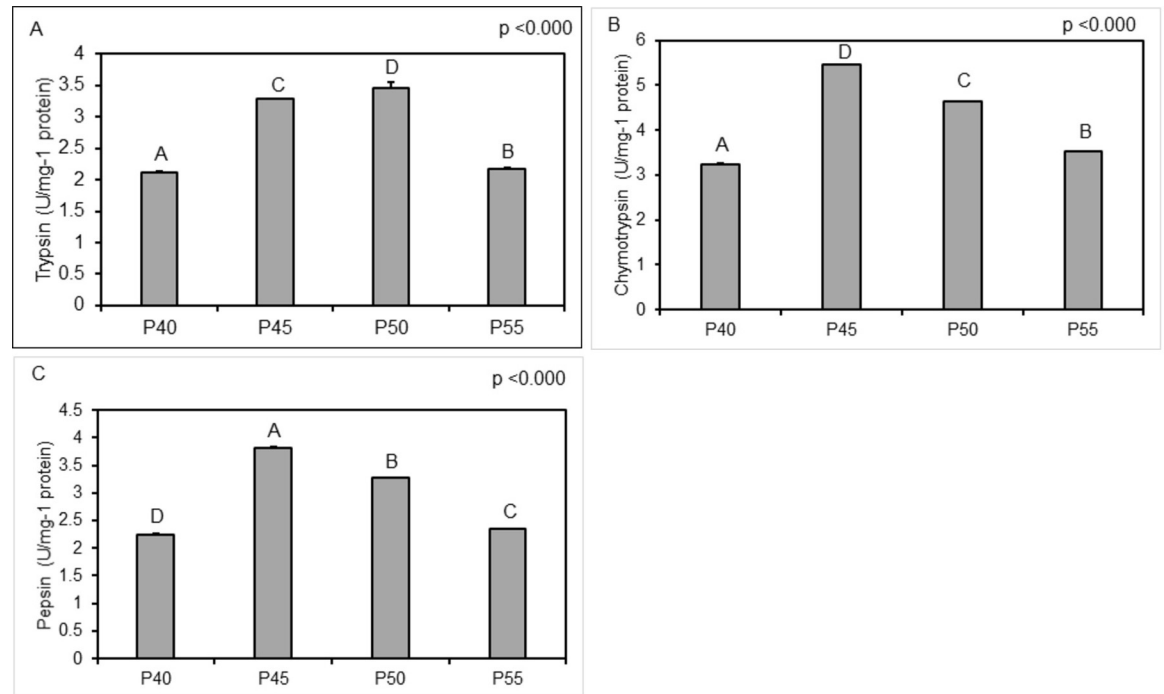 A
p <0.000
Trypsin (U/mg-1 protein)
4
3.5
3
2.5
2
1.5
1
0.5
0
A
C
D
B
P40 P45 P50 P55
B
p <0.000
Chymotrypsin (U/mg-1 protein)
6
5
4
3
2
1
0
A
D
C
B
P40 P45 P50 P55
C
p <0.000
Pepsin (U/mg-1 protein)
4.5
4
3.5
3
2.5
2
1.5
1
0.5
0
D
A
B
C
P40 P45 P50 P55